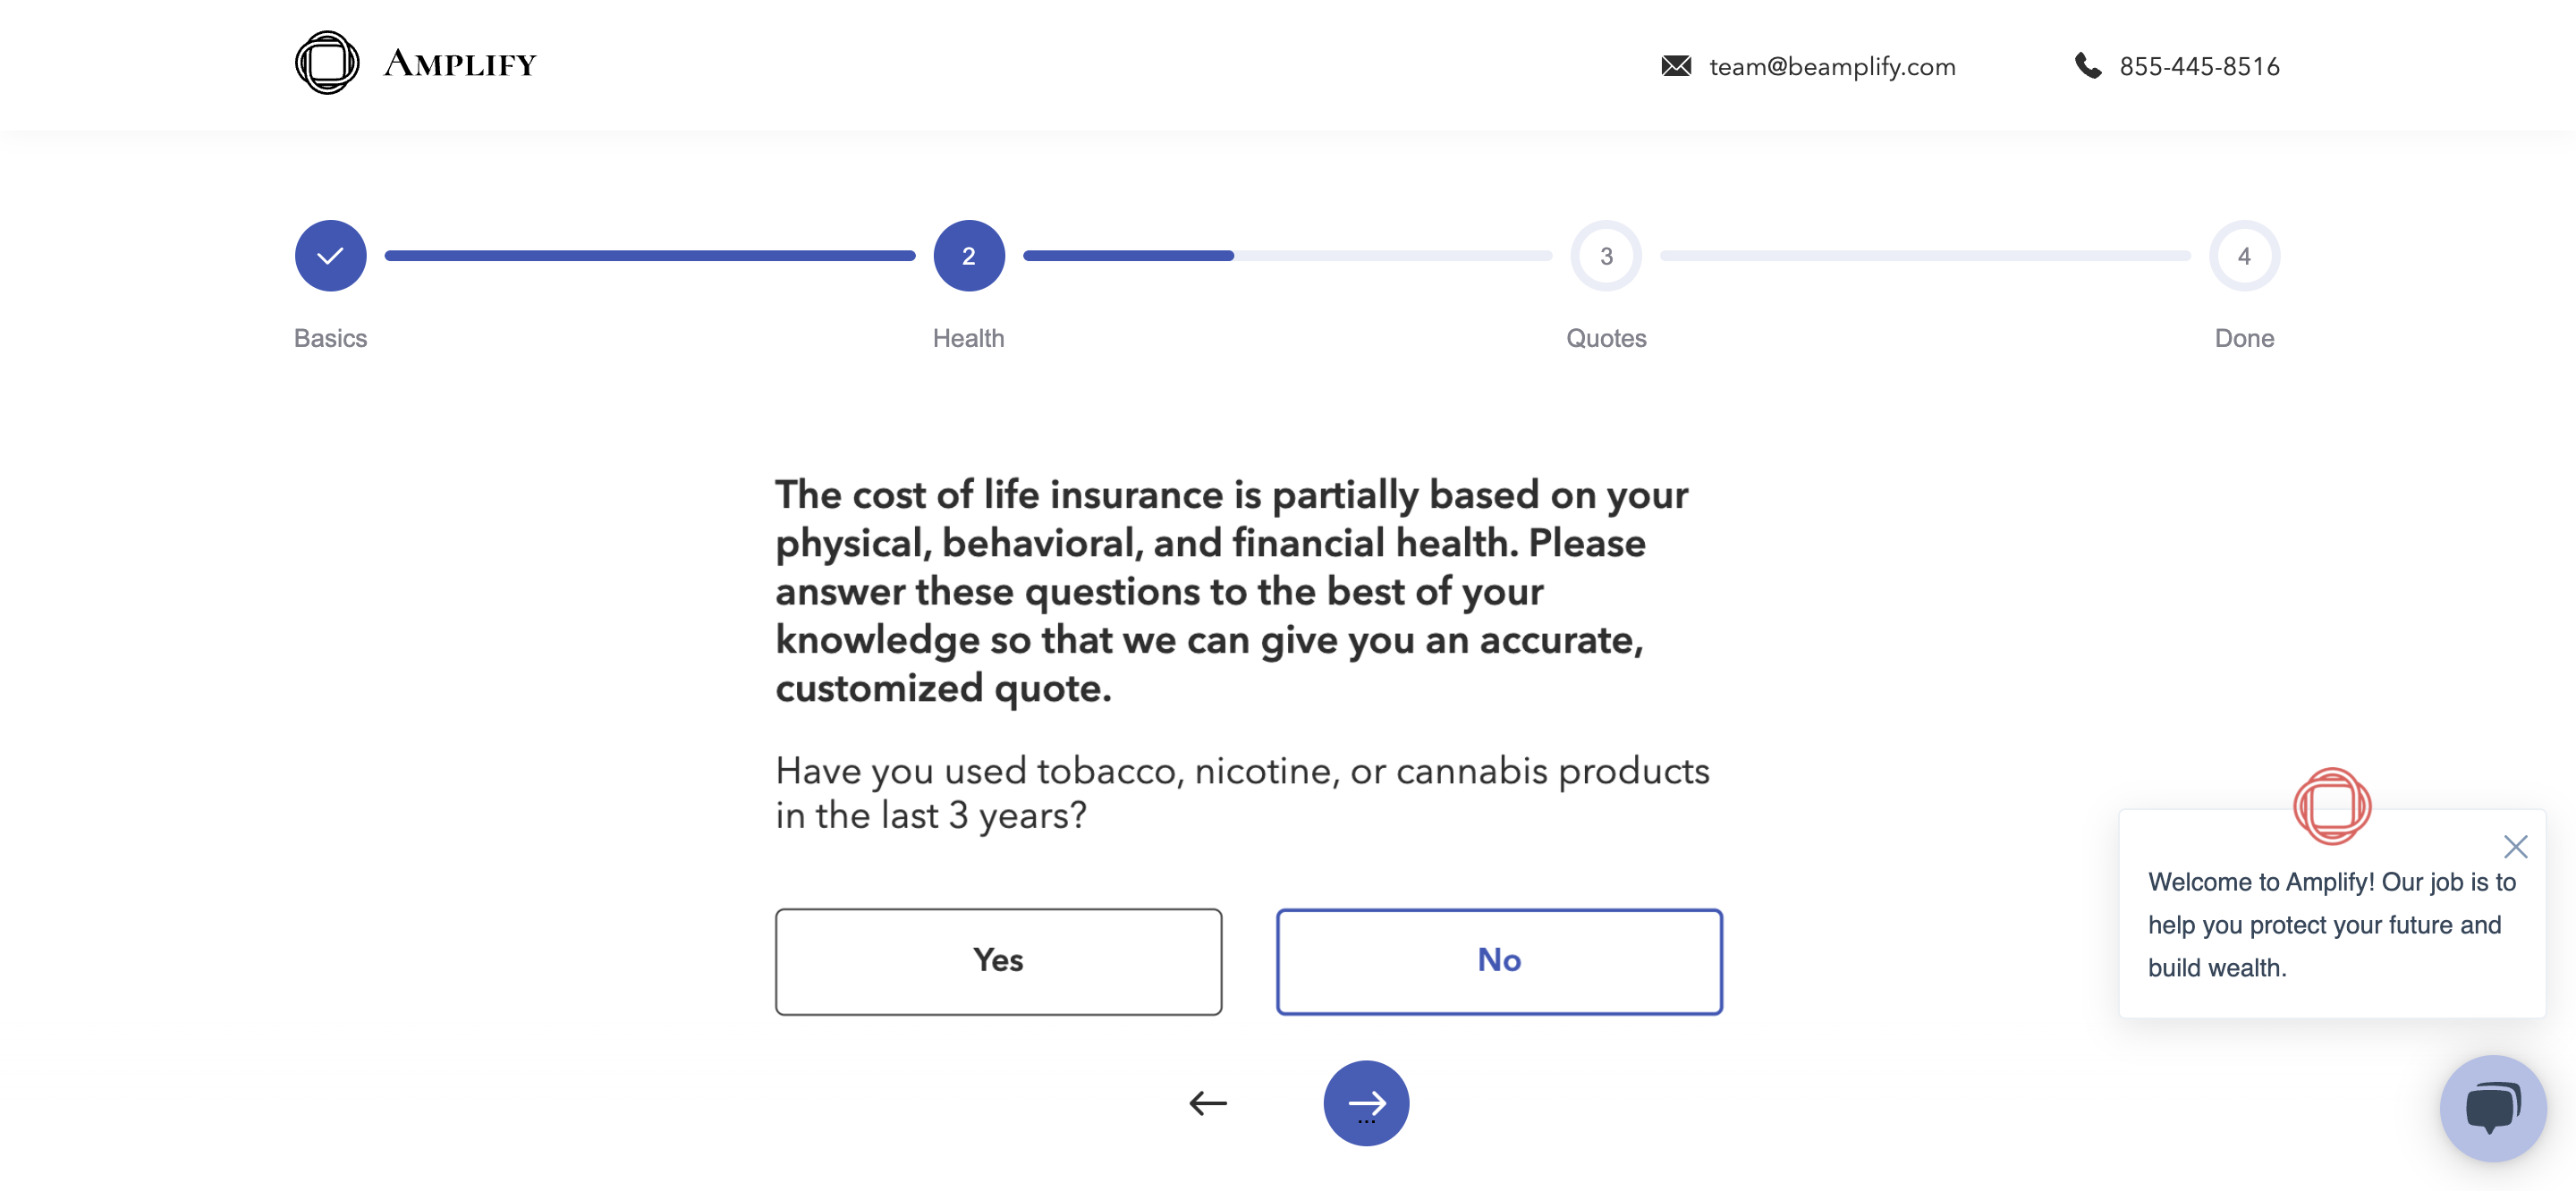 AMPLIFY
team@beamplify.com
855-445-8516
2
3
4
Basics
Health
Quotes
Done
The cost of life insurance is partially based on your
physical, behavioral, and financial health. Please
answer these questions to the best of your
knowledge so that we can give you an accurate,
customized quote.
Have you used tobacco, nicotine, or cannabis products
in the last 3 years?
Yes
No
...
Welcome to Amplify! Our job is to
help you protect your future and
build wealth.